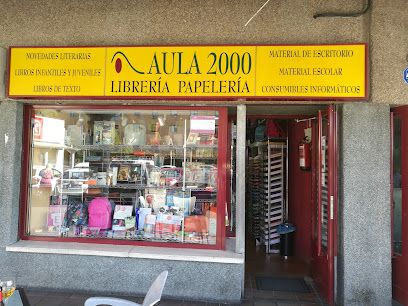 NOVEDADES LITERARIAS
LIBROS INFANTILES Y JUVENILES
LIBROS DE TEXTO
AULA 2000
LIBRERÍA PAPELERÍA
MATERIAL DE ESCRITORIO
MATERIAL ESCOLAR
CONSUMIBLES INFORMÁTICOS